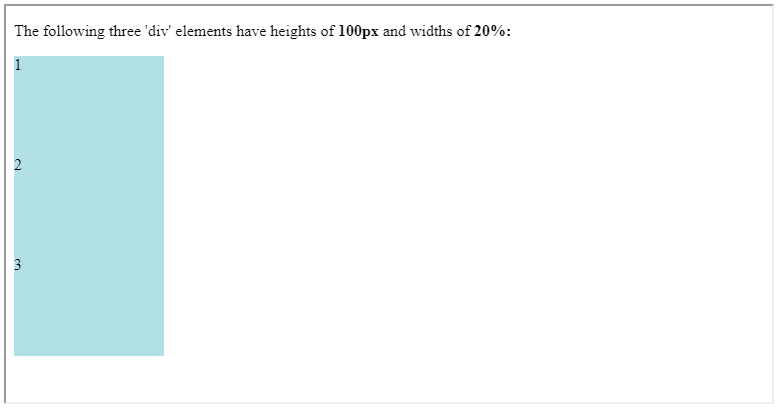 The following three 'div' elements have heights of 100px and widths of 20%:
1
2
3